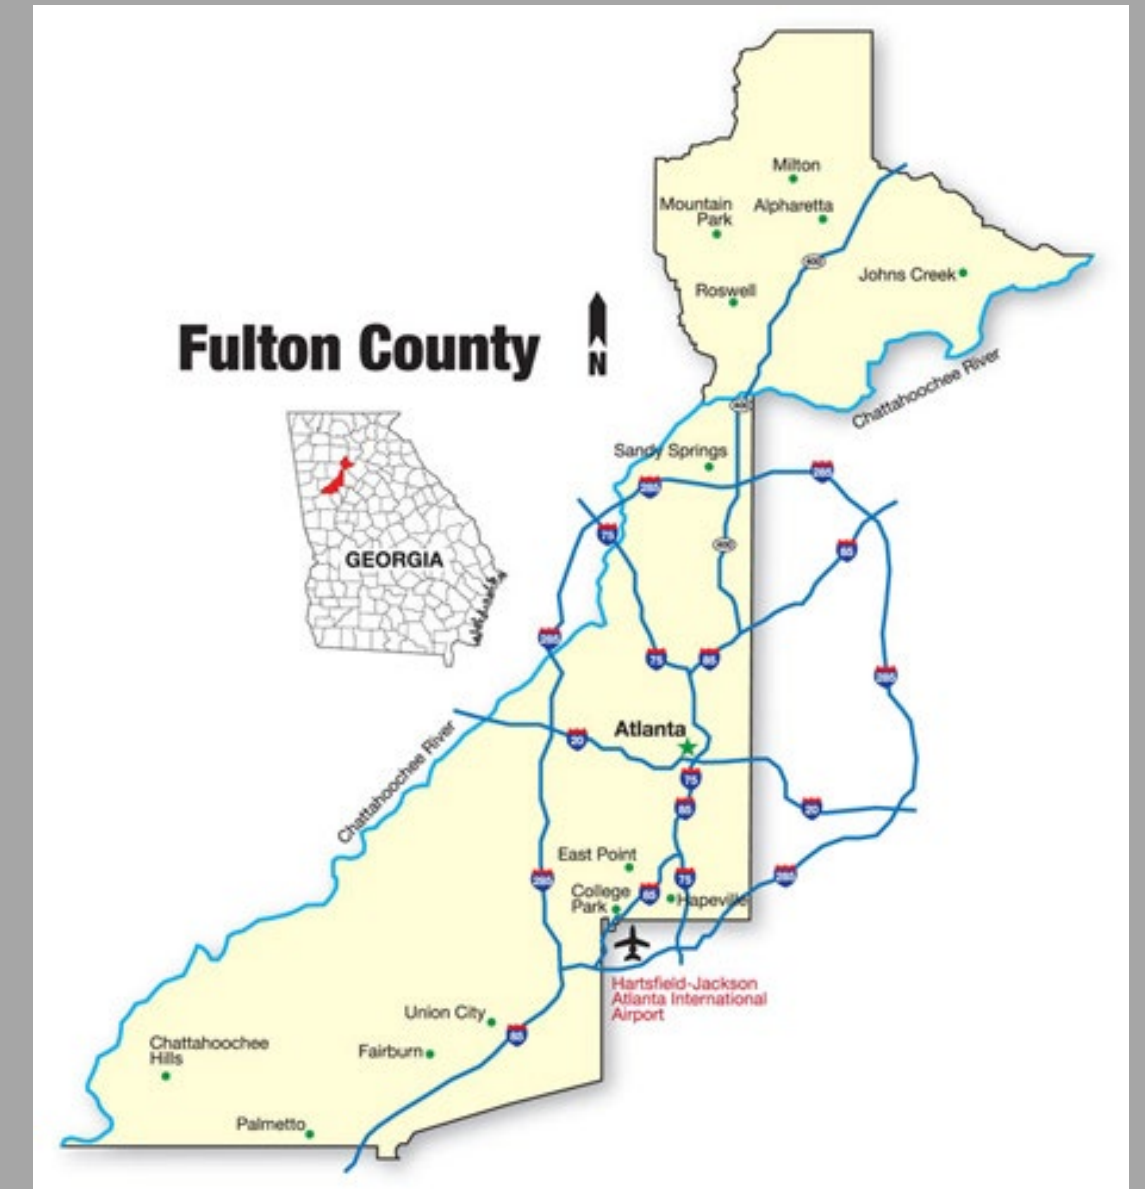 Milton
Mountain
Park
Alpharetta
400
Johns Creek
Roswell
Fulton County
N
Chattahoochee River
400
Sandy Springs
285
285
75
400
85
GEORGIA
285
75
85
285
Atlanta
20
Chattahoochee River
75
85
20
East Point
285
285
75
College
Park
85
Hapeville
Hartsfield-Jackson
Atlanta International
Airport
Union City
85
Chattahoochee
Hills
Fairburn
Palmetto